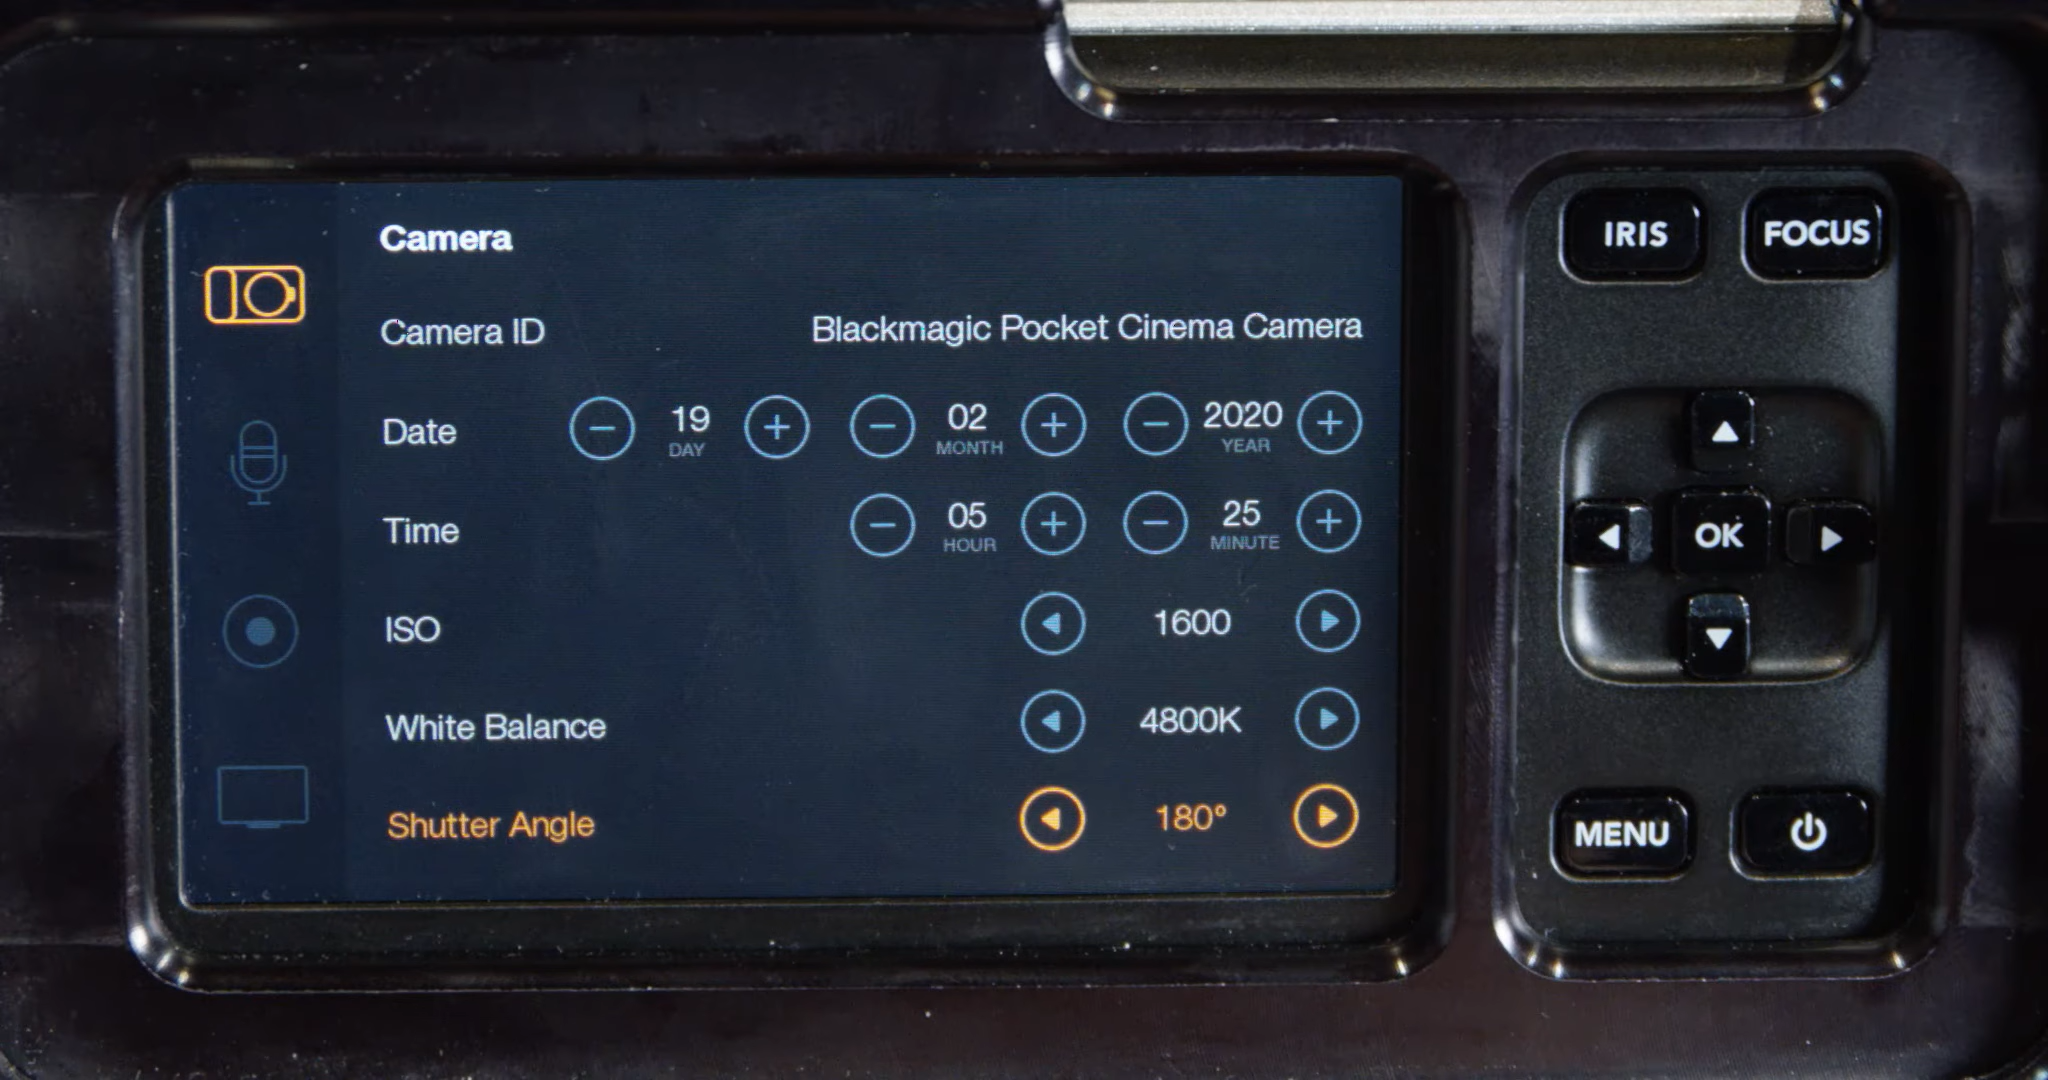 Camera
Camera ID Blackmagic Pocket Cinema Camera
Date 19 DAY 02 MONTH 2020 YEAR
Time 05 HOUR 25 MINUTE
ISO 1600
White Balance 4800K
Shutter Angle 180°
IRIS FOCUS
OK
MENU